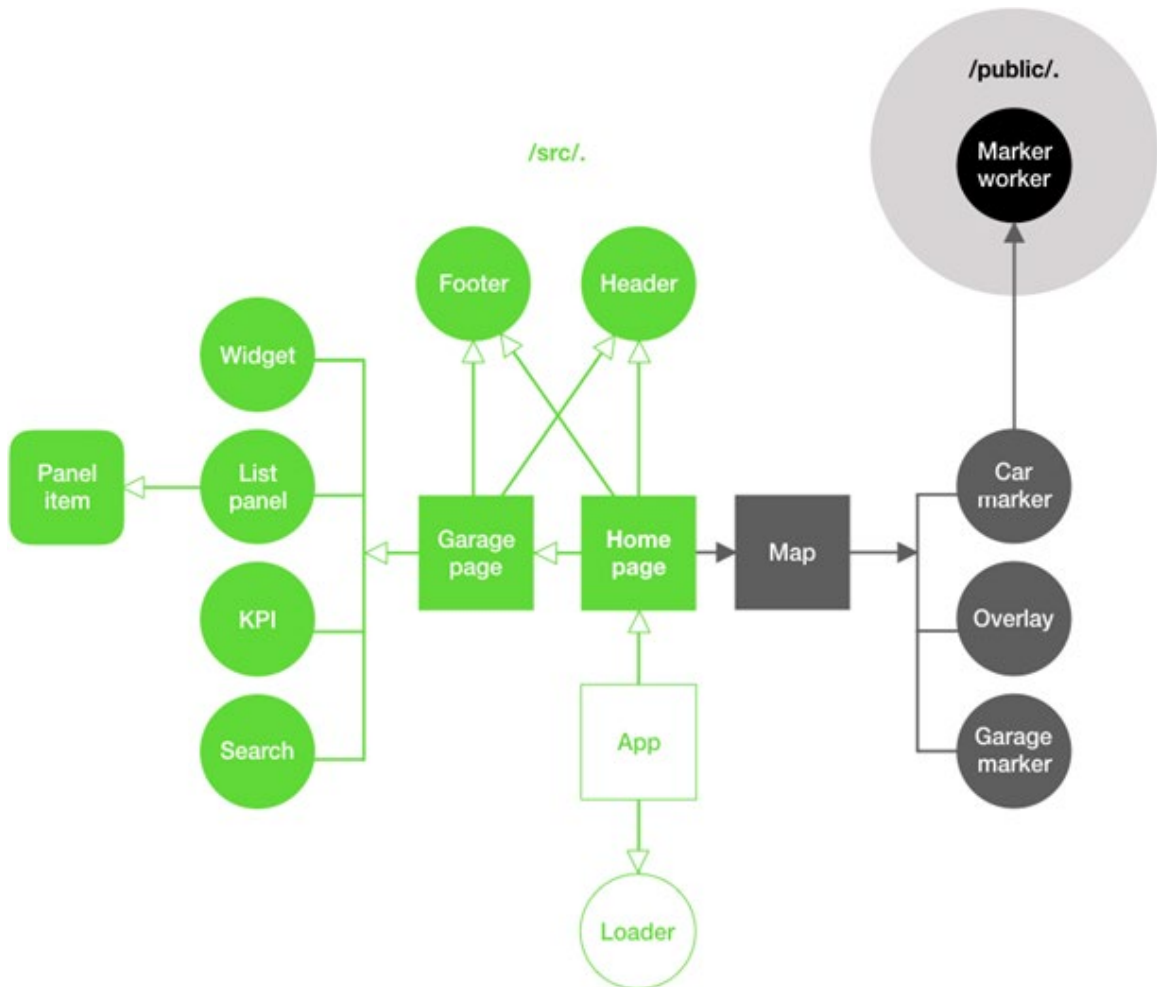 /public/.
Marker
worker
/src/.
Footer
Header
Widget
Panel
item
List
panel
Car
marker
Garage
page
Home
page
Map
KPI
Overlay
Search
App
Garage
marker
Loader